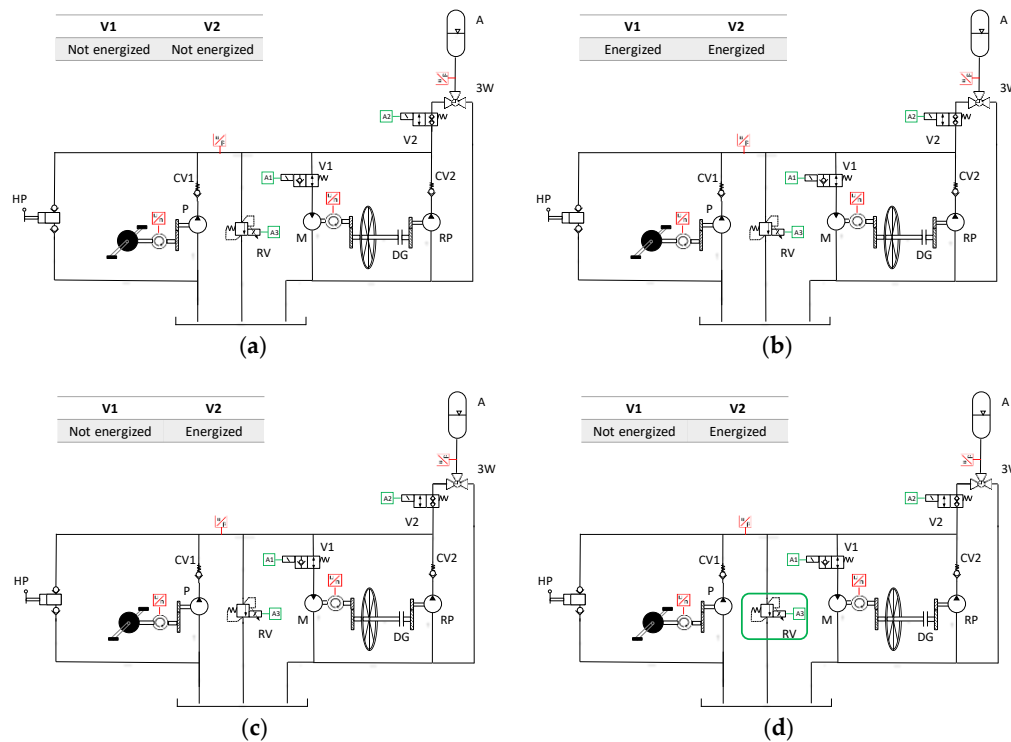 V1 V2
Not energized Not energized
A
3W
A2
V2
CV1
V1
A1
CV2
HP
P
A3
M
RP
RV
DG
(a)
V1 V2
Energized Energized
A
3W
A2
V2
CV1
V1
A1
CV2
HP
P
A3
M
RP
RV
DG
(b)
V1 V2
Not energized Energized
A
3W
A2
V2
CV1
V1
A1
CV2
HP
P
A3
M
RP
RV
DG
(c)
V1 V2
Not energized Energized
A
3W
A2
V2
CV1
V1
A1
CV2
HP
P
A3
M
RP
RV
DG
(d)